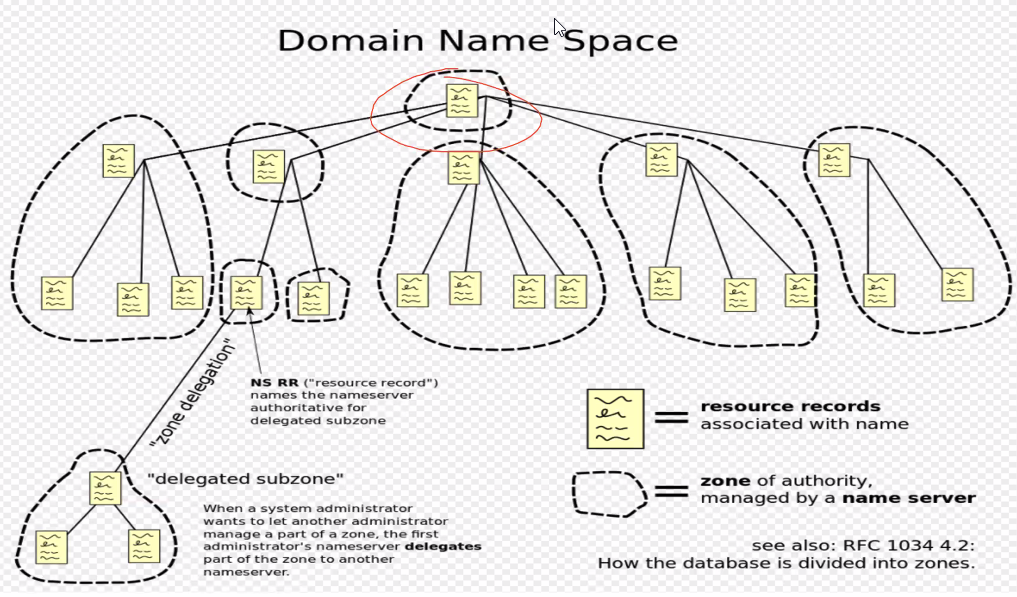 Domain Name Space
"zone delegation"
NS RR ("resource record")
names the nameserver
authoritative for
delegated subzone
resource records
associated with name
"delegated subzone"
zone of authority,
managed by a name server
When a system administrator
wants to let another administrator
manage a part of a zone, the first
administrator's nameserver delegates
part of the zone to another
nameserver.
see also: RFC 1034 4.2:
How the database is divided into zones.